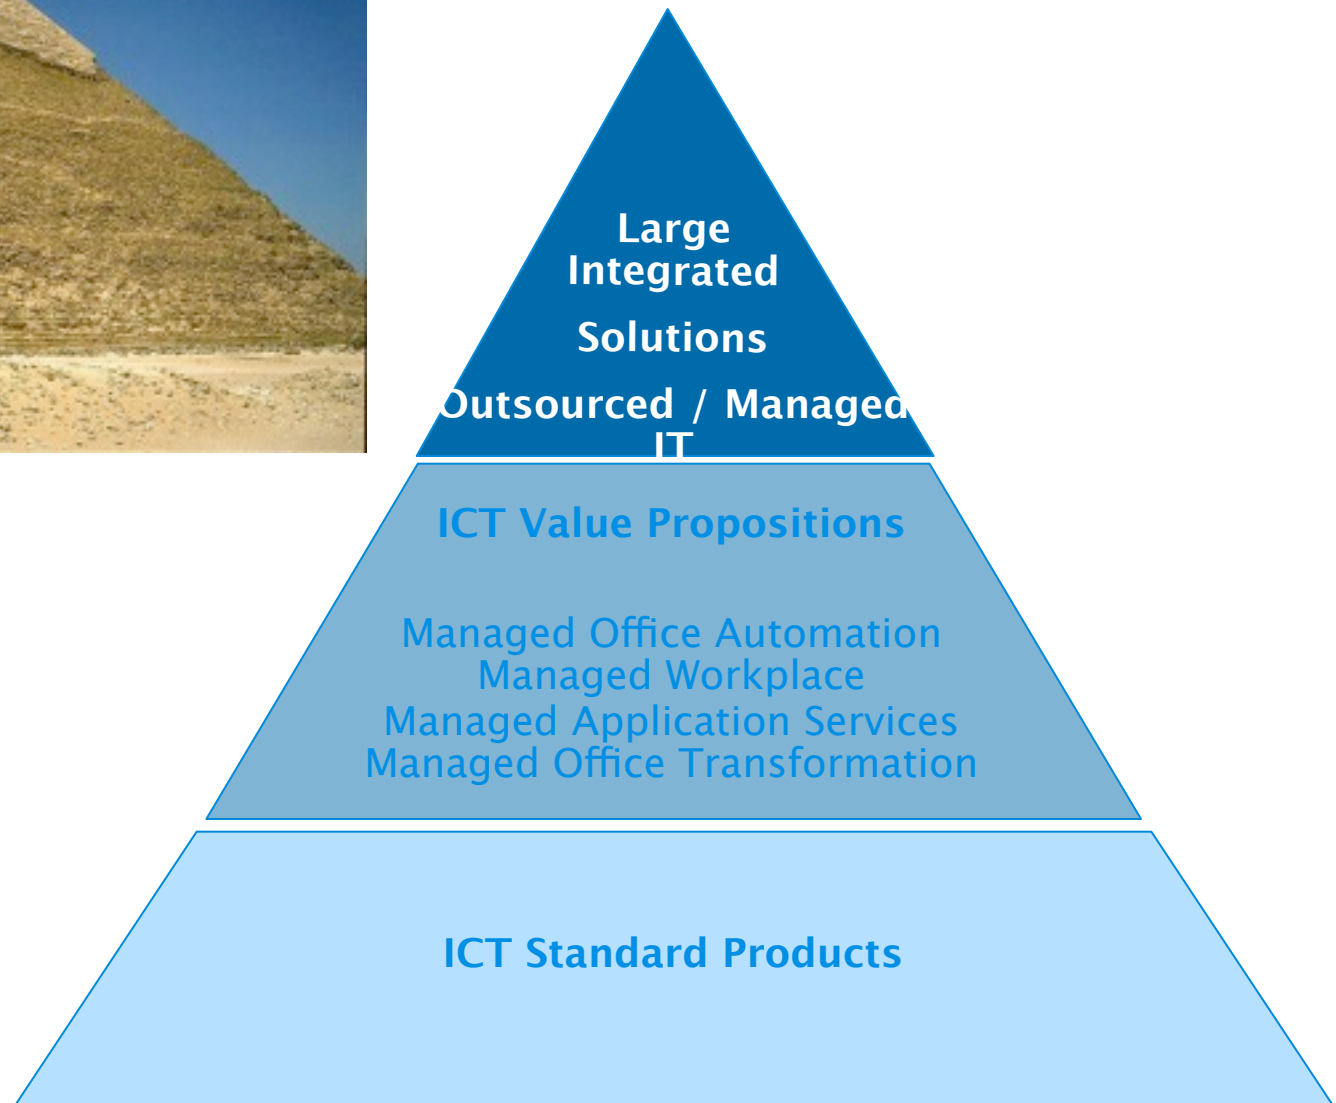 Large
Integrated
Solutions
Outsourced / Managed
IT
ICT Value Propositions
Managed Office Automation
Managed Workplace
Managed Application Services
Managed Office Transformation
ICT Standard Products